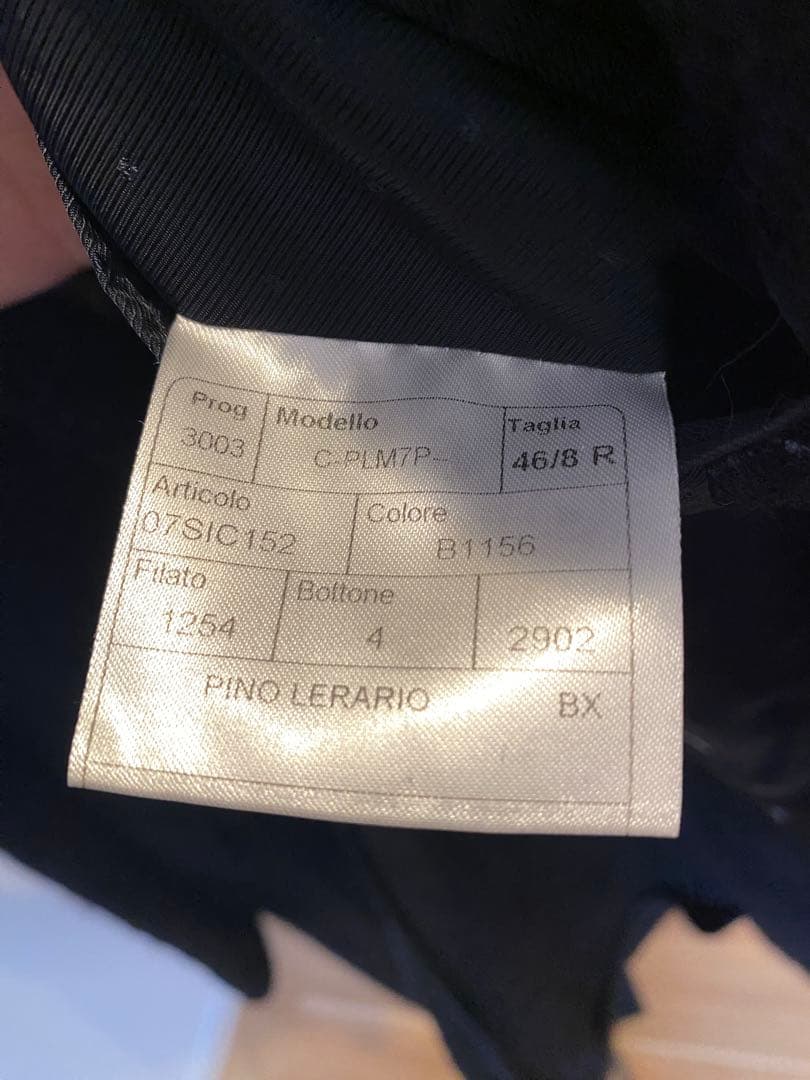 Prog Modello Taglia
3003 C-PLM7P-- 46/8 R
Articolo Colore
07SIC152 B1156
Filato Bottone
1254 4 2902
PINO LERARIO BX